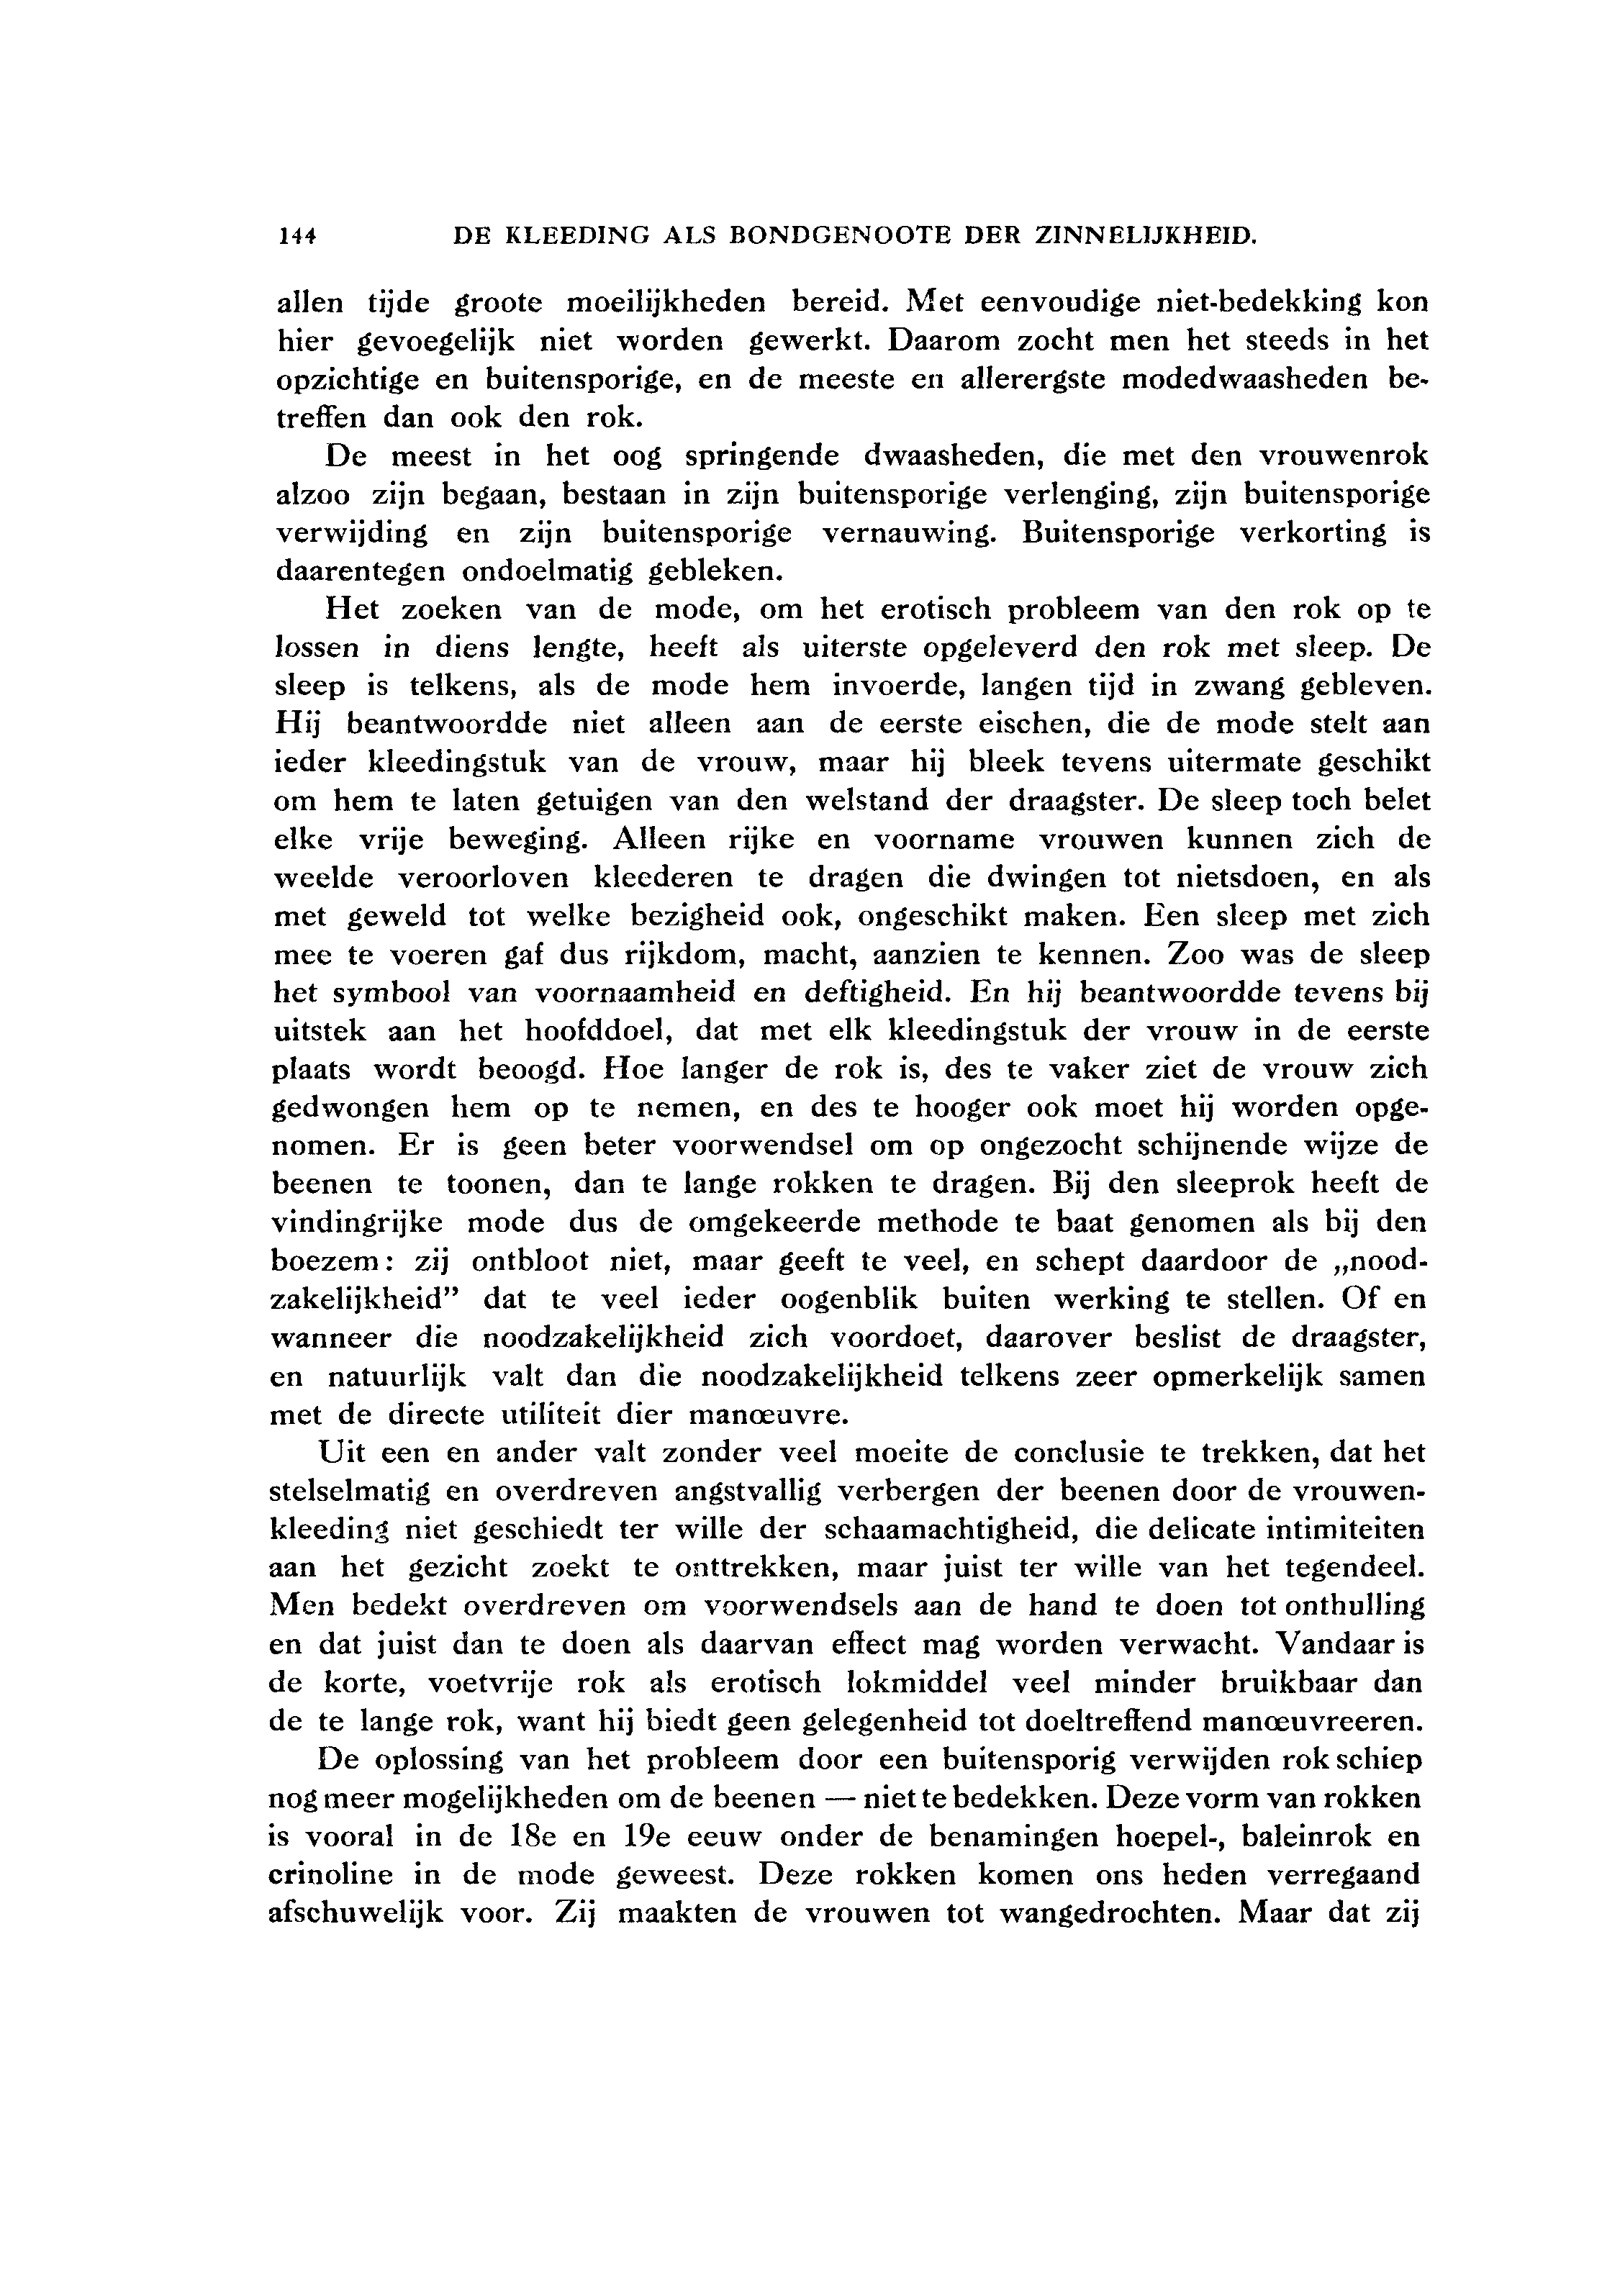 144 DE KLEEDING ALS BONDGENOOTE DER ZINNELIJKHEID.
allen tijde groote moeilijkheden bereid. Met eenvoudige niet-bedekking kon
hier gevoegelijk niet worden gewerkt. Daarom zocht men het steeds in het
opzichtige en buitensporige, en de meeste en allerergste modedwaasheden be-
treffen dan ook den rok.
De meest in het oog springende dwaasheden, die met den vrouwenrok
alzoo zijn begaan, bestaan in zijn buitensporige verlenging, zijn buitensporige
verwijding en zijn buitensporige vernauwing. Buitensporige verkorting is
daarentegen ondoelmatig gebleken.
Het zoeken van de mode, om het erotisch probleem van den rok op te
lossen in diens lengte, heeft als uiterste opgeleverd den rok met sleep. De
sleep is telkens, als de mode hem invoerde, langen tijd in zwang gebleven.
Hij beantwoordde niet alleen aan de eerste eischen, die de mode stelt aan
ieder kleedingstuk van de vrouw, maar hij bleek tevens uitermate geschikt
om hem te laten getuigen van den welstand der draagster. De sleep toch belet
elke vrije beweging. Alleen rijke en voorname vrouwen kunnen zich de
weelde veroorloven kleederen te dragen die dwingen tot nietsdoen, en als
met geweld tot welke bezigheid ook, ongeschikt maken. Een sleep met zich
mee te voeren gaf dus rijkdom, macht, aanzien te kennen. Zoo was de sleep
het symbool van voornaamheid en deftigheid. En hij beantwoordde tevens bij
uitstek aan het hoofddoel, dat met elk kleedingstuk der vrouw in de eerste
plaats wordt beoogd. Hoe langer de rok is, des te vaker ziet de vrouw zich
gedwongen hem op te nemen, en des te hooger ook moet hij worden opge-
nomen. Er is geen beter voorwendsel om op ongezocht schijnende wijze de
beenen te toonen, dan te lange rokken te dragen. Bij den sleeprok heeft de
vindingrijke mode dus de omgekeerde methode te baat genomen als bij den
boezem: zij ontbloot niet, maar geeft te veel, en schept daardoor de „nood-
zakelijkheid” dat te veel ieder oogenblik buiten werking te stellen. Of en
wanneer die noodzakelijkheid zich voordoet, daarover beslist de draagster,
en natuurlijk valt dan die noodzakelijkheid telkens zeer opmerkelijk samen
met de directe utiliteit dier manœuvre.
Uit een en ander valt zonder veel moeite de conclusie te trekken, dat het
stelselmatig en overdreven angstvallig verbergen der beenen door de vrouwen-
kleeding niet geschiedt ter wille der schaamachtigheid, die delicate intimiteiten
aan het gezicht zoekt te onttrekken, maar juist ter wille van het tegendeel.
Men bedekt overdreven om voorwendsels aan de hand te doen tot onthulling
en dat juist dan te doen als daarvan effect mag worden verwacht. Vandaar is
de korte, voetvrije rok als erotisch lokmiddel veel minder bruikbaar dan
de te lange rok, want hij biedt geen gelegenheid tot doeltreffend manœuvreeren.
De oplossing van het probleem door een buitensporig verwijden rok schiep
nog meer mogelijkheden om de beenen — niet te bedekken. Deze vorm van rokken
is vooral in de 18e en 19e eeuw onder de benamingen hoepel-, baleinrok en
crinoline in de mode geweest. Deze rokken komen ons heden verregaand
afschuwelijk voor. Zij maakten de vrouwen tot wangedrochten. Maar dat zij